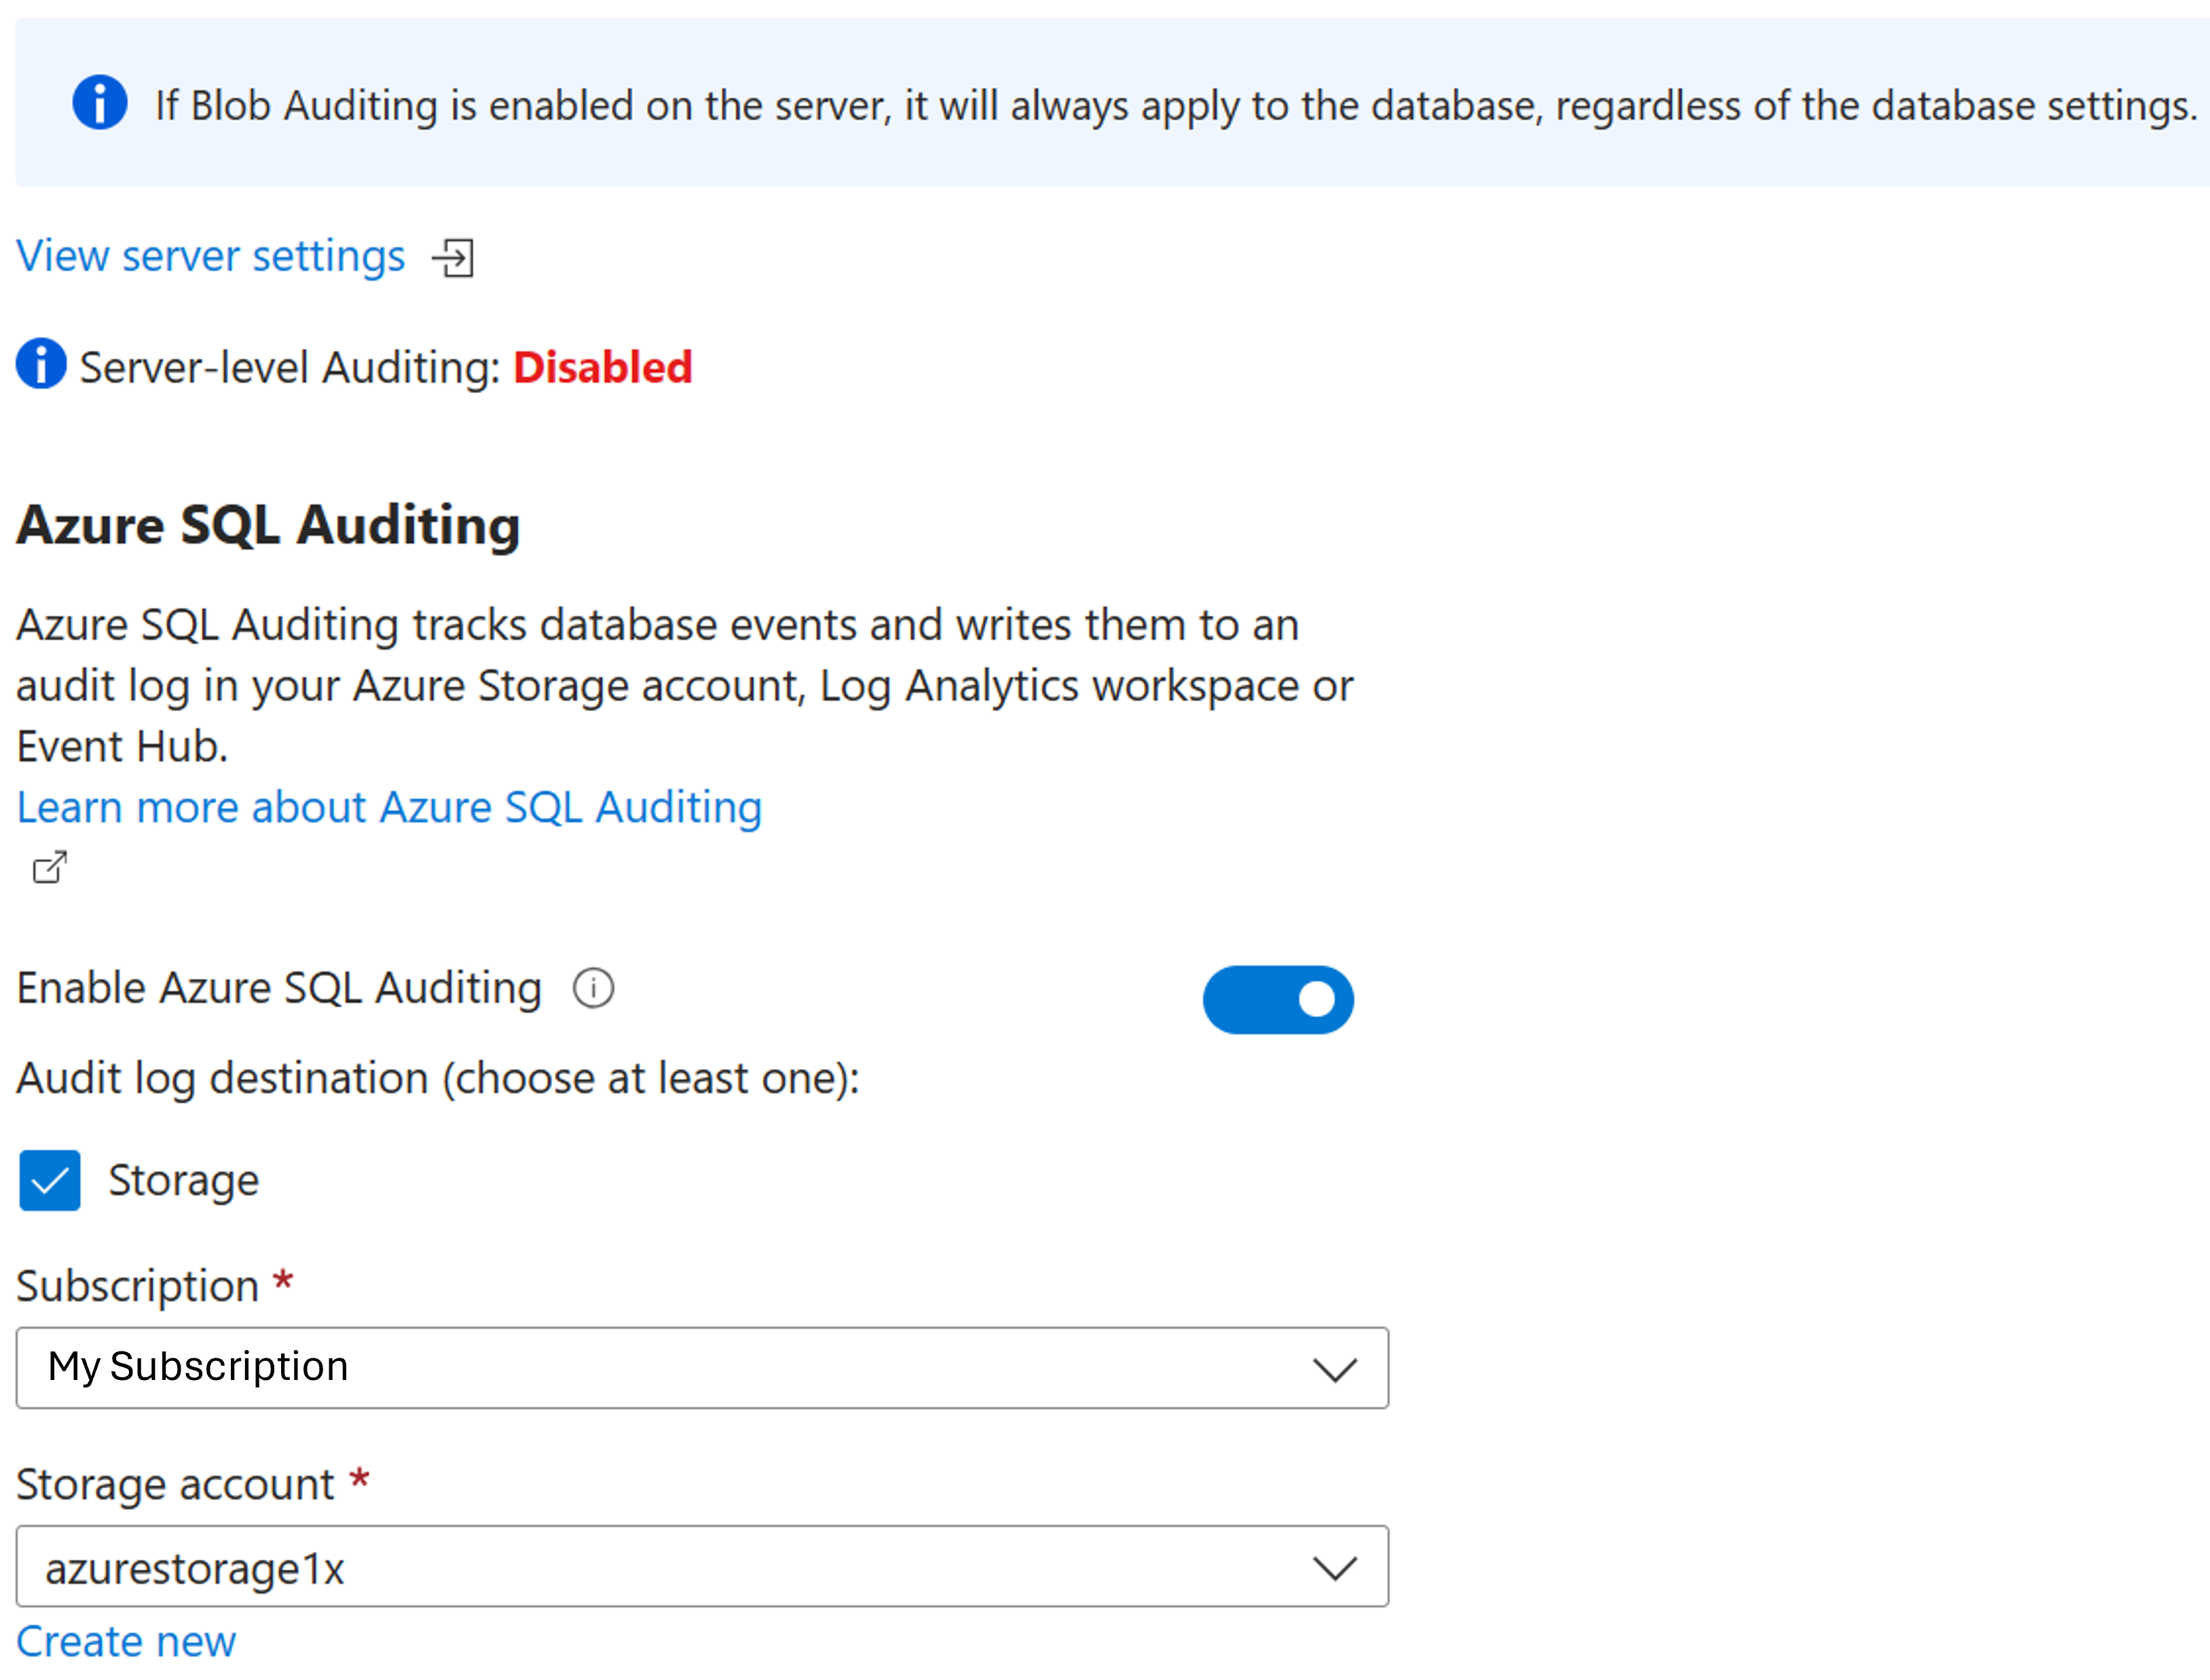 If Blob Auditing is enabled on the server, it will always apply to the database, regardless of the database settings.
View server settings
Server-level Auditing: Disabled
Azure SQL Auditing
Azure SQL Auditing tracks database events and writes them to an
audit log in your Azure Storage account, Log Analytics workspace or
Event Hub.
Learn more about Azure SQL Auditing
Enable Azure SQL Auditing
Audit log destination (choose at least one):
Storage
Subscription *
My Subscription
Storage account *
azurestorage1x
Create new